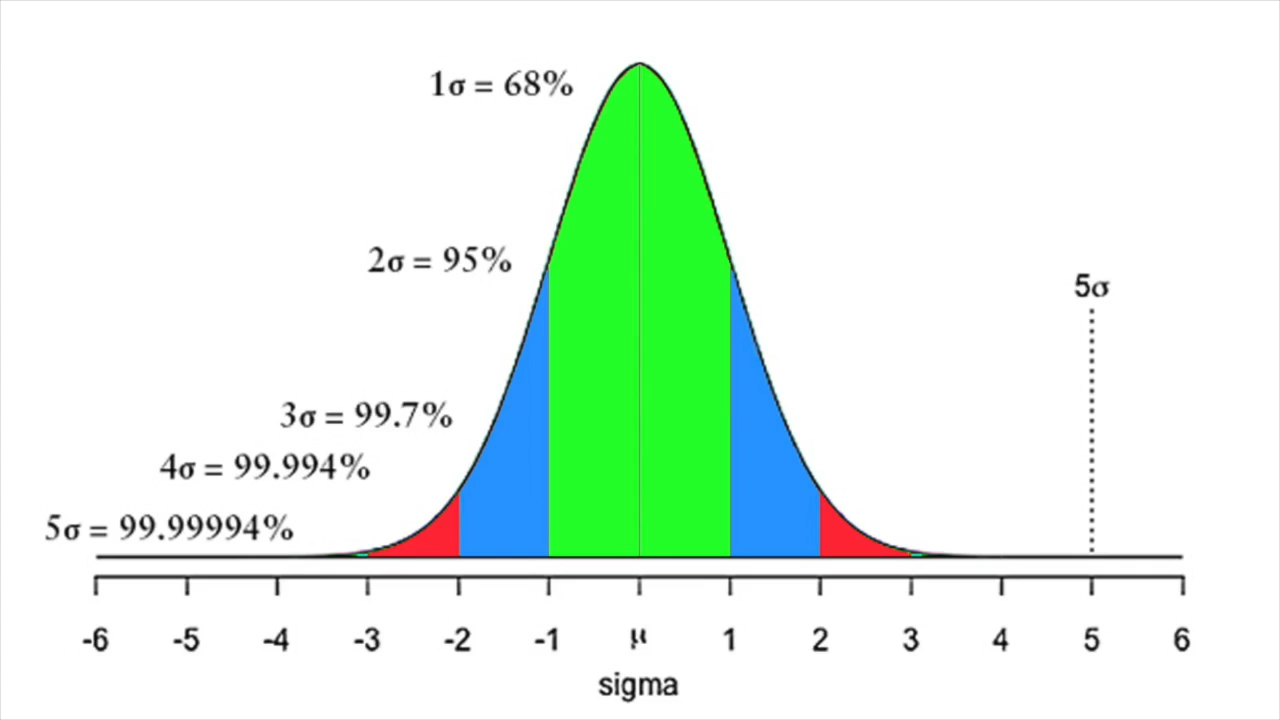 1σ = 68%
2σ = 95%
5σ
3σ = 99.7%
4σ = 99.994%
5σ = 99.99994%
-6 -5 -4 -3 -2 -1 μ 1 2 3 4 5 6
sigma